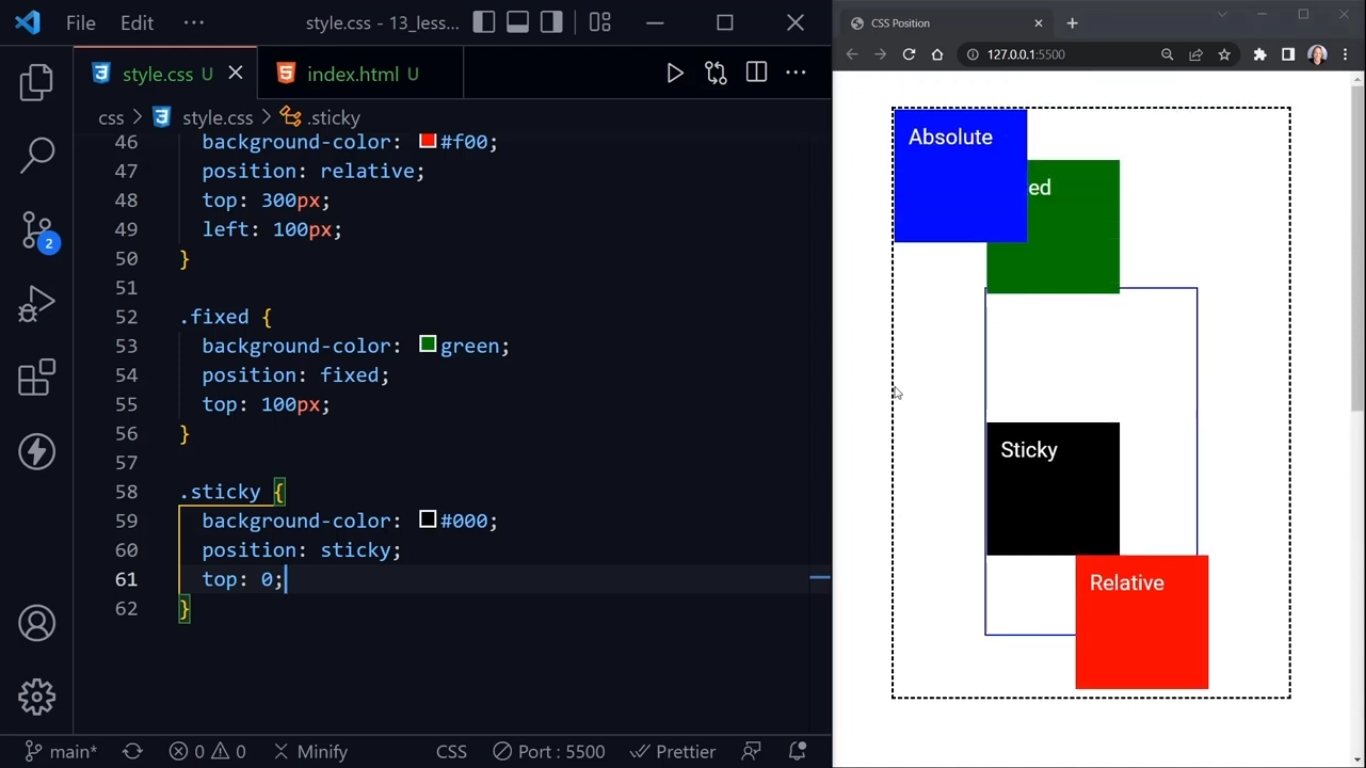 File Edit ··· style.css - 13_less...
style.css U index.html U
css > style.css > .sticky
46 background-color: #f00;
47 position: relative;
48 top: 300px;
49 left: 100px;
50 }
51
52 .fixed {
53 background-color: green;
54 position: fixed;
55 top: 100px;
56 }
57
58 .sticky {
59 background-color: #000;
60 position: sticky;
61 top: 0;
62 }
2
main* 0 0 Minify CSS Port : 5500 Prettier
CSS Position
127.0.0.1:5500
Absolute
ed
Sticky
Relative